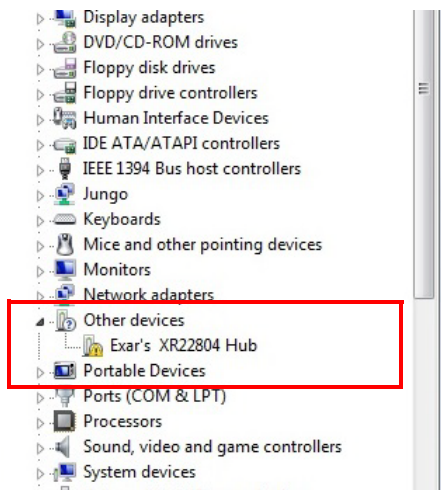 Display adapters
DVD/CD-ROM drives
Floppy disk drives
Floppy drive controllers
Human Interface Devices
IDE ATA/ATAPI controllers
IEEE 1394 Bus host controllers
Jungo
Keyboards
Mice and other pointing devices
Monitors
Network adapters
Other devices
Exar's XR22804 Hub
Portable Devices
Ports (COM & LPT)
Processors
Sound, video and game controllers
System devices